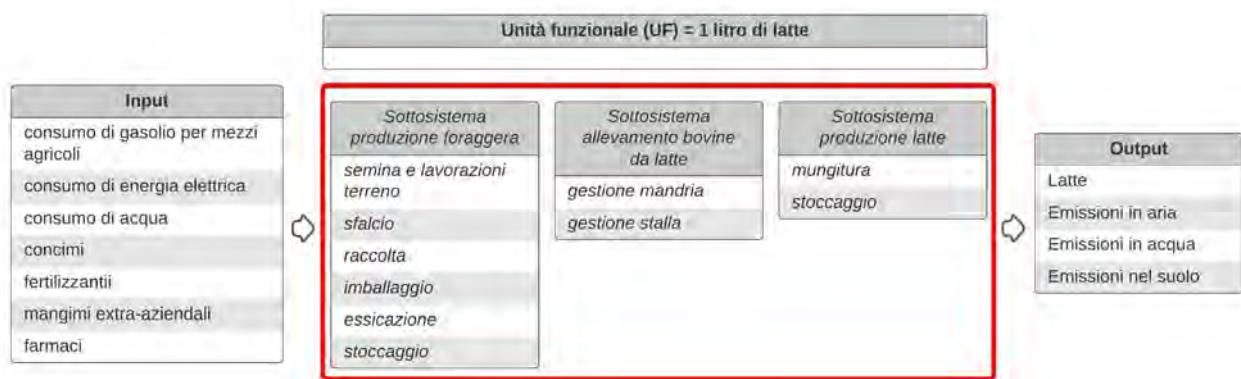 Unità funzionale (UF) = 1 litro di latte
Input
consumo di gasolio per mezzi
agricoli
consumo di energia elettrica
consumo di acqua
concimi
fertilizzantii
mangimi extra-aziendali
farmaci
Sottosistema
produzione foraggera
semina e lavorazioni
terreno
sfalcio
raccolta
imballaggio
essicazione
stoccaggio
Sottosistema
allevamento bovine
da latte
gestione mandria
gestione stalla
Sottosistema
produzione latte
mungitura
stoccaggio
Output
Latte
Emissioni in aria
Emissioni in acqua
Emissioni nel suolo